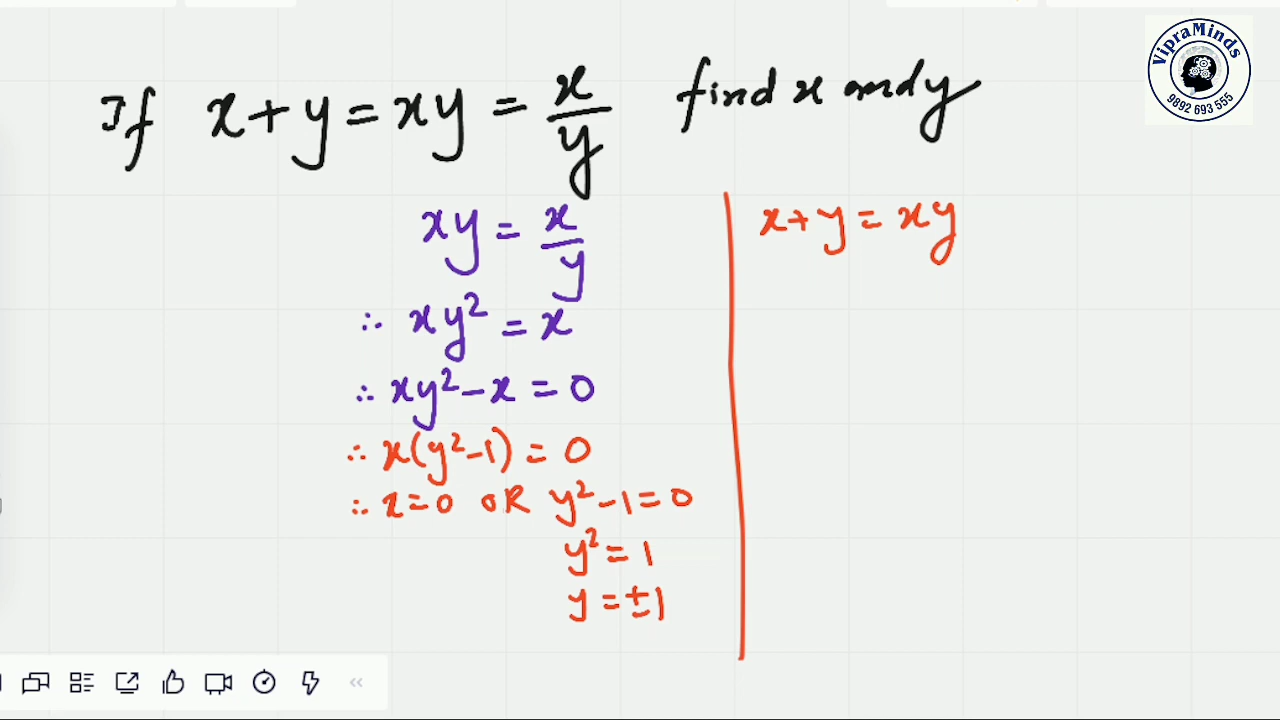 If x+y = xy = x/y find x and y
xy = x/y
∴ xy² = x
∴ xy² - x = 0
∴ x(y²-1) = 0
∴ x=0 OR y²-1=0
y² = 1
y = ±1
x+y = xy
VipraMinds
9892 693 555